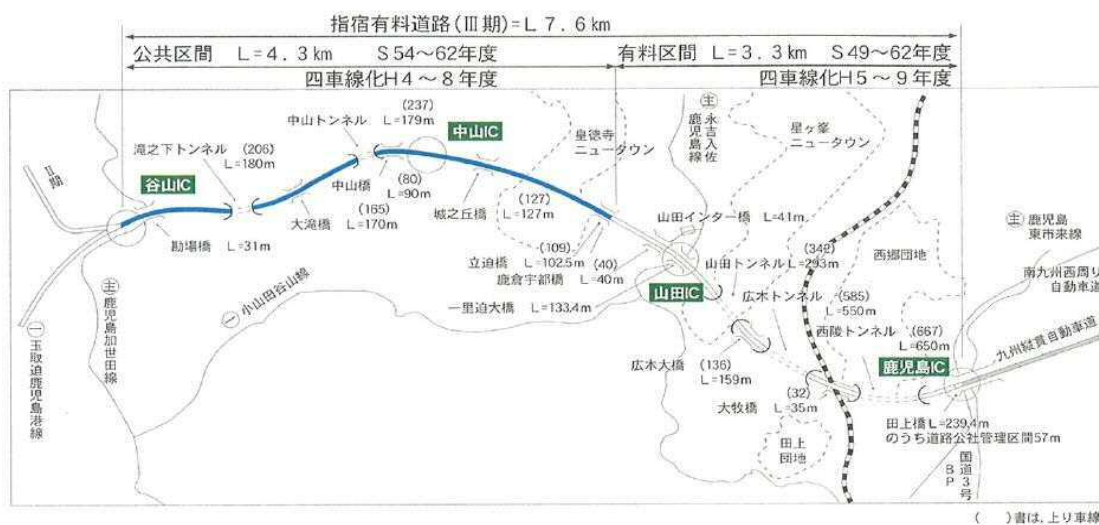 指宿有料道路(Ⅲ期)=L 7.6 km
公共区間 L=4.3km S54~62年度
有料区間 L=3.3km S49~62年度
四車線化H4~8年度
四車線化H5~9年度
Ⅱ期
谷山IC
勘場橋 L=31m
滝之下トンネル (206) L=180m
大滝橋 (165) L=170m
中山トンネル (237) L=179m
中山橋 (80) L=90m
中山IC
城之丘橋 (127) L=127m
皇徳寺
ニュータウン
㊤ 永吉入佐
鹿児島線
星ヶ峯
ニュータウン
立迫橋 (109) L=102.5m
鹿倉宇都橋 (40) L=40m
一里迫大橋 L=133.4m
山田インター橋 L=41m
山田トンネル (342) L=293m
山田IC
広木トンネル (585) L=550m
広木大橋 (136) L=159m
西陵トンネル (667) L=650m
大牧橋 (32) L=35m
西郷団地
田上
団地
鹿児島IC
主 鹿児島
東市来線
南九州西周り
自動車道
九州縦貫自動車道
田上橋L=239.4m
のうち道路公社管理区間57m
国道3号
BP
一 小山田谷山線
主 鹿児島加世田線
一 玉取迫鹿児島港線
( )書は,上り車線